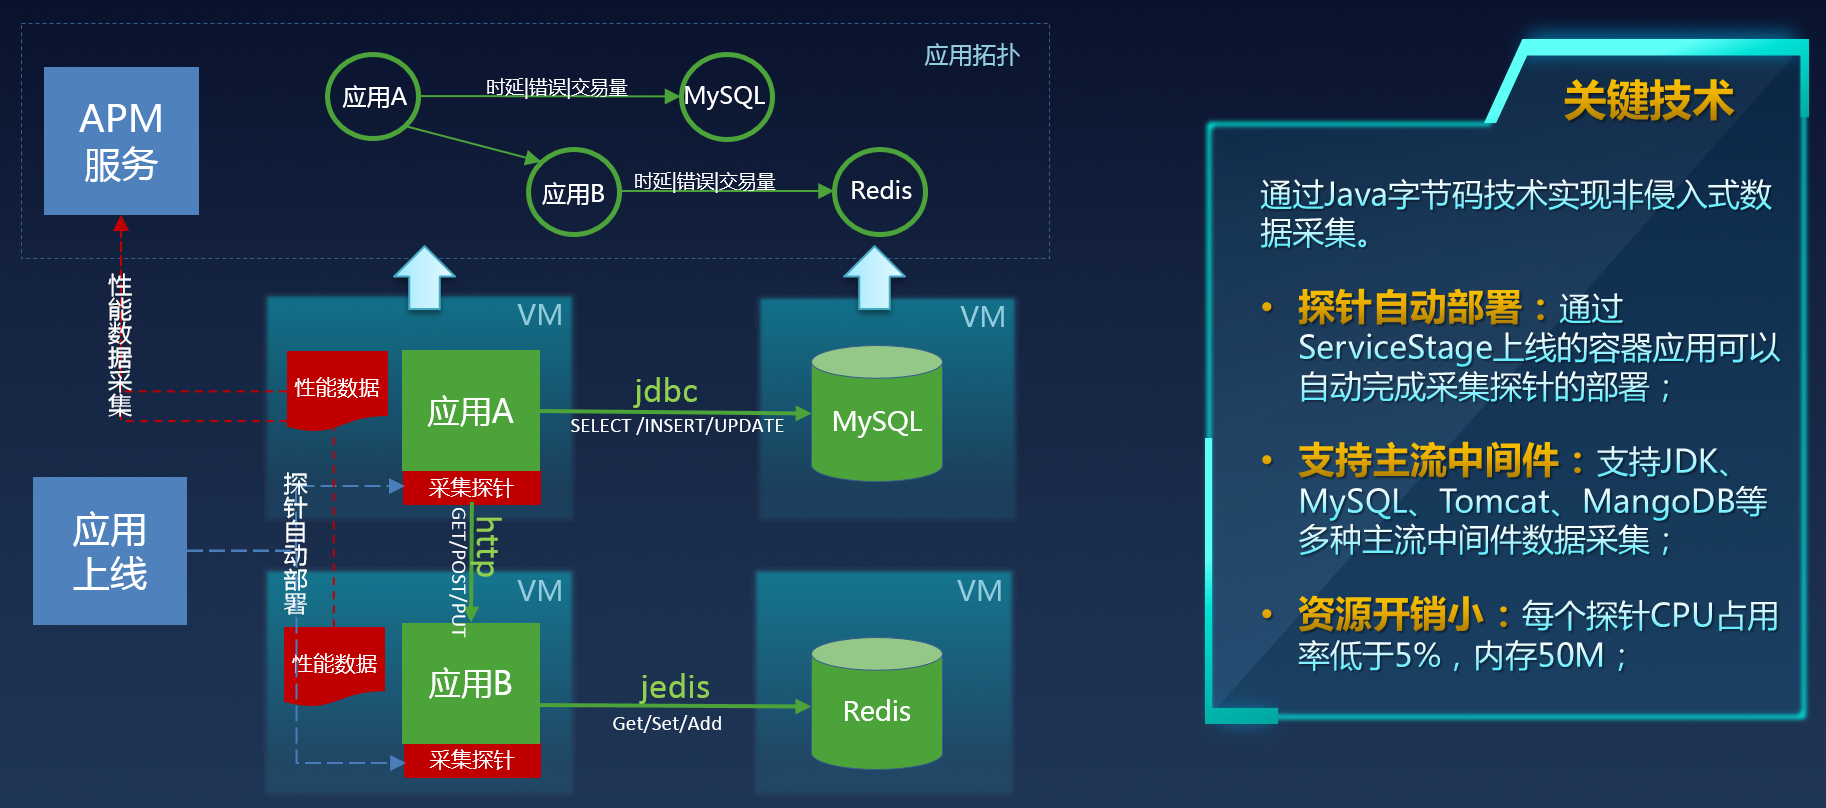 应用拓扑
APM
服务
应用A
时延|错误|交易量
MySQL
应用B
时延|错误|交易量
Redis
性能数据采集
VM
性能数据
应用A
采集探针
jdbc
SELECT /INSERT/UPDATE
VM
MySQL
应用
上线
探针自动部署
http
GET/POST/PUT
VM
性能数据
应用B
采集探针
jedis
Get/Set/Add
VM
Redis
关键技术
通过Java字节码技术实现非侵入式数
据采集。
• 探针自动部署：通过
ServiceStage上线的容器应用可以
自动完成采集探针的部署；
• 支持主流中间件：支持JDK、
MySQL、Tomcat、MangoDB等
多种主流中间件数据采集；
• 资源开销小：每个探针CPU占用
率低于5%，内存50M；